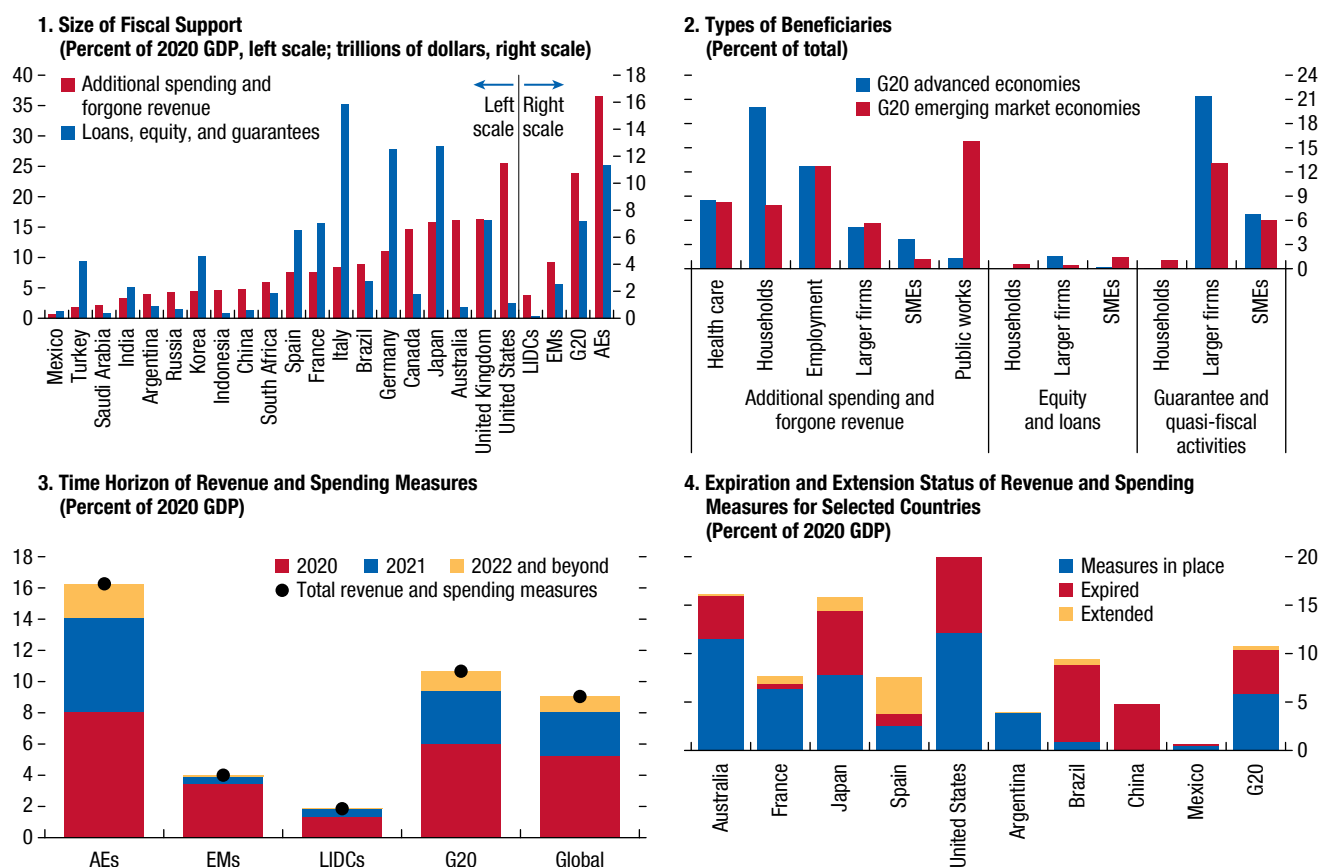 1. Size of Fiscal Support
(Percent of 2020 GDP, left scale; trillions of dollars, right scale)
Additional spending and
forgone revenue
Loans, equity, and guarantees
Left
scale
Right
scale
40
35
30
25
20
15
10
5
0
18
16
14
12
10
8
6
4
2
0
Mexico
Turkey
Saudi Arabia
India
Argentina
Russia
Korea
Indonesia
China
South Africa
Spain
France
Italy
Brazil
Germany
Canada
Japan
Australia
United Kingdom
United States
LIDCs
EMs
G20
AEs
2. Types of Beneficiaries
(Percent of total)
G20 advanced economies
G20 emerging market economies
24
21
18
15
12
9
6
3
0
Health care
Households
Employment
Larger firms
SMEs
Public works
Households
Larger firms
SMEs
Households
Larger firms
SMEs
Additional spending and
forgone revenue
Equity
and loans
Guarantee and
quasi-fiscal
activities
3. Time Horizon of Revenue and Spending Measures
(Percent of 2020 GDP)
2020
2021
2022 and beyond
Total revenue and spending measures
18
16
14
12
10
8
6
4
2
0
AEs
EMs
LIDCs
G20
Global
4. Expiration and Extension Status of Revenue and Spending
Measures for Selected Countries
(Percent of 2020 GDP)
Measures in place
Expired
Extended
20
15
10
5
0
Australia
France
Japan
Spain
United States
Argentina
Brazil
China
Mexico
G20